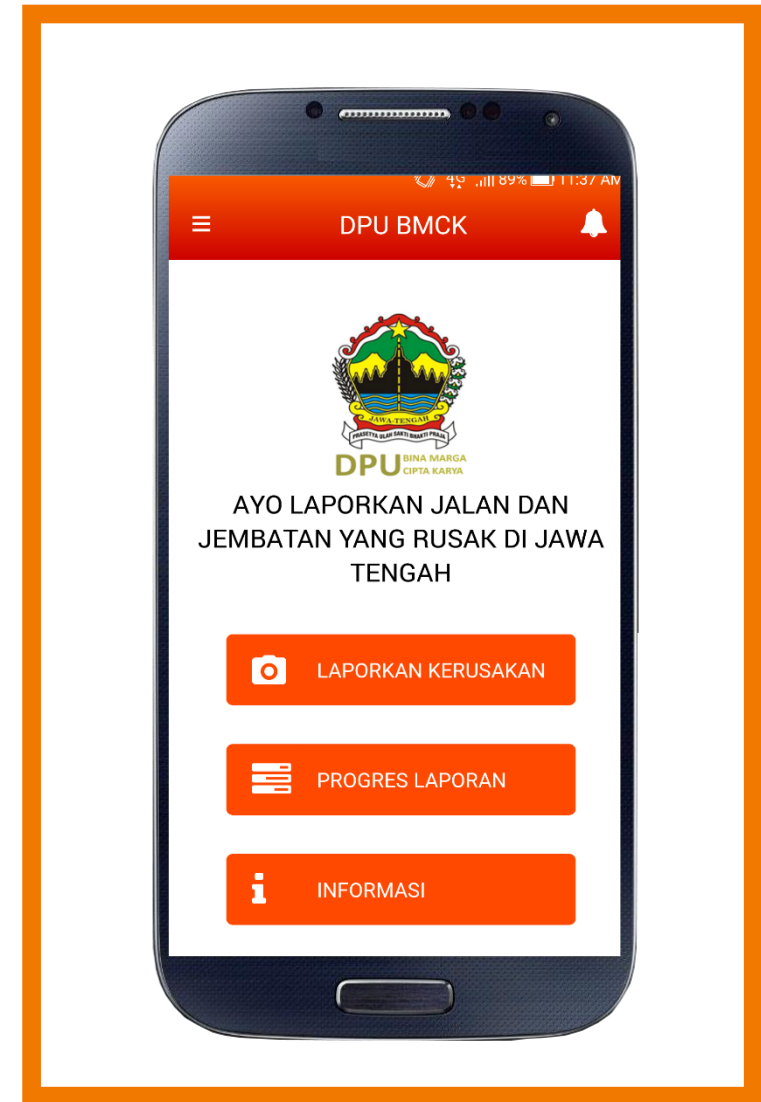 4G 89% 11:37 AM
DPU BMCK
JAWA-TENGAH
PRASETYA ULAH SAKTI BHAKTI PRAJA
DPU BINA MARGA
CIPTA KARYA
AYO LAPORKAN JALAN DAN
JEMBATAN YANG RUSAK DI JAWA
TENGAH
LAPORKAN KERUSAKAN
PROGRES LAPORAN
INFORMASI